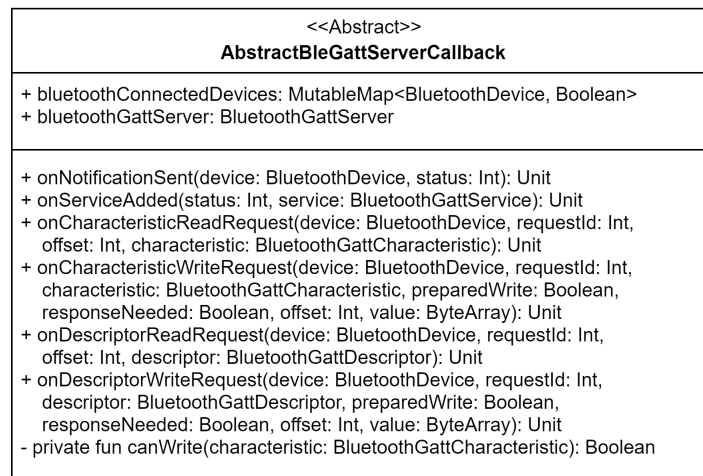 <<Abstract>>
AbstractBleGattServerCallback
+ bluetoothConnectedDevices: MutableMap<BluetoothDevice, Boolean>
+ bluetoothGattServer: BluetoothGattServer
+ onNotificationSent(device: BluetoothDevice, status: Int): Unit
+ onServiceAdded(status: Int, service: BluetoothGattService): Unit
+ onCharacteristicReadRequest(device: BluetoothDevice, requestId: Int,
offset: Int, characteristic: BluetoothGattCharacteristic): Unit
+ onCharacteristicWriteRequest(device: BluetoothDevice, requestId: Int,
characteristic: BluetoothGattCharacteristic, preparedWrite: Boolean,
responseNeeded: Boolean, offset: Int, value: ByteArray): Unit
+ onDescriptorReadRequest(device: BluetoothDevice, requestId: Int,
offset: Int, descriptor: BluetoothGattDescriptor): Unit
+ onDescriptorWriteRequest(device: BluetoothDevice, requestId: Int,
descriptor: BluetoothGattDescriptor, preparedWrite: Boolean,
responseNeeded: Boolean, offset: Int, value: ByteArray): Unit
- private fun canWrite(characteristic: BluetoothGattCharacteristic): Boolean